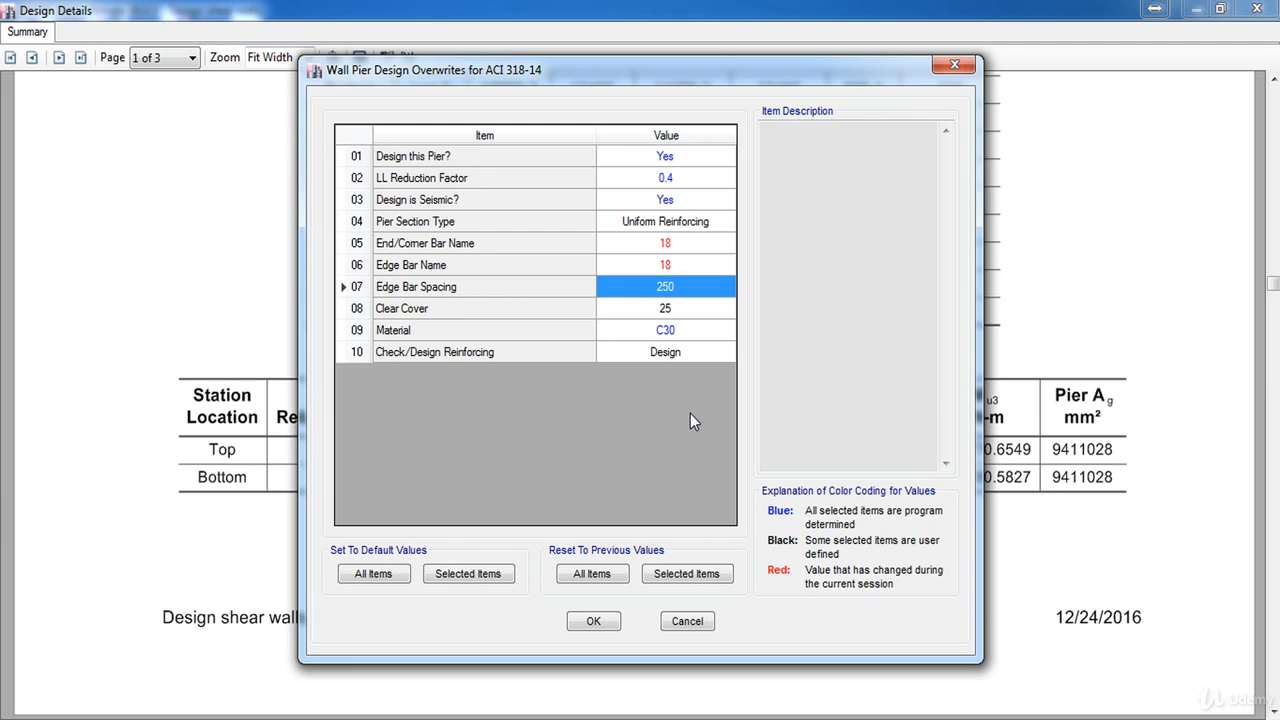 Design Details
Summary
Page 1 of 3 Zoom Fit Width
Wall Pier Design Overwrites for ACI 318-14
Item Value
01 Design this Pier? Yes
02 LL Reduction Factor 0.4
03 Design is Seismic? Yes
04 Pier Section Type Uniform Reinforcing
05 End/Corner Bar Name 18
06 Edge Bar Name 18
07 Edge Bar Spacing 250
08 Clear Cover 25
09 Material C30
10 Check/Design Reinforcing Design
Item Description
Explanation of Color Coding for Values
Blue: All selected items are program
determined
Black: Some selected items are user
defined
Red: Value that has changed during
the current session
Set To Default Values
All Items Selected Items
Reset To Previous Values
All Items Selected Items
OK Cancel
Station
Location
Re
u3
-m
Pier Ag
mm²
Top 0.6549 9411028
Bottom 0.5827 9411028
Design shear wal
12/24/2016
Udemy